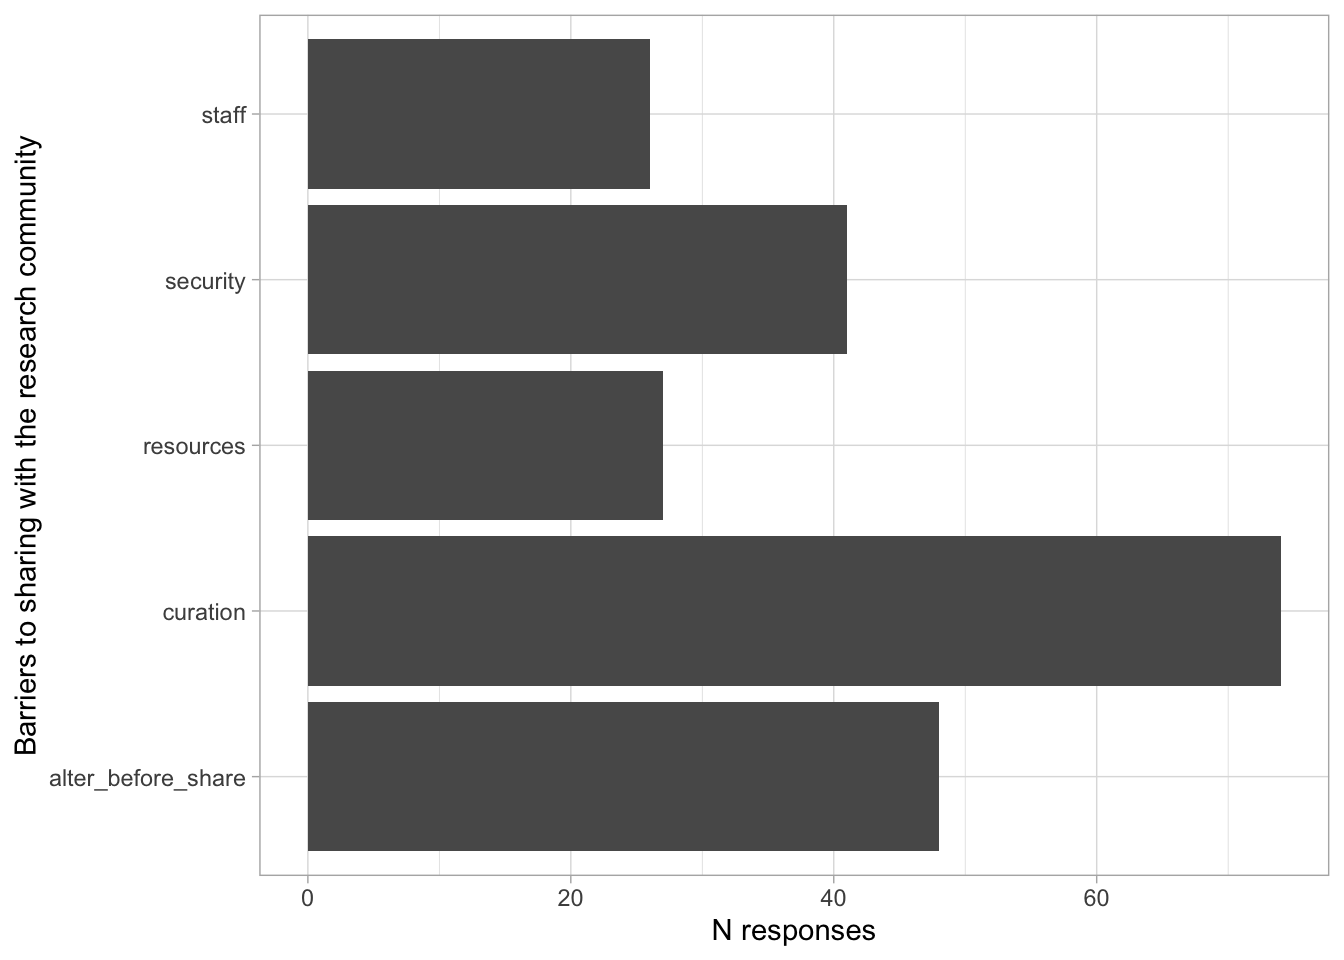 Barriers to sharing with the research community
staff
security
resources
curation
alter_before_share
0 20 40 60
N responses